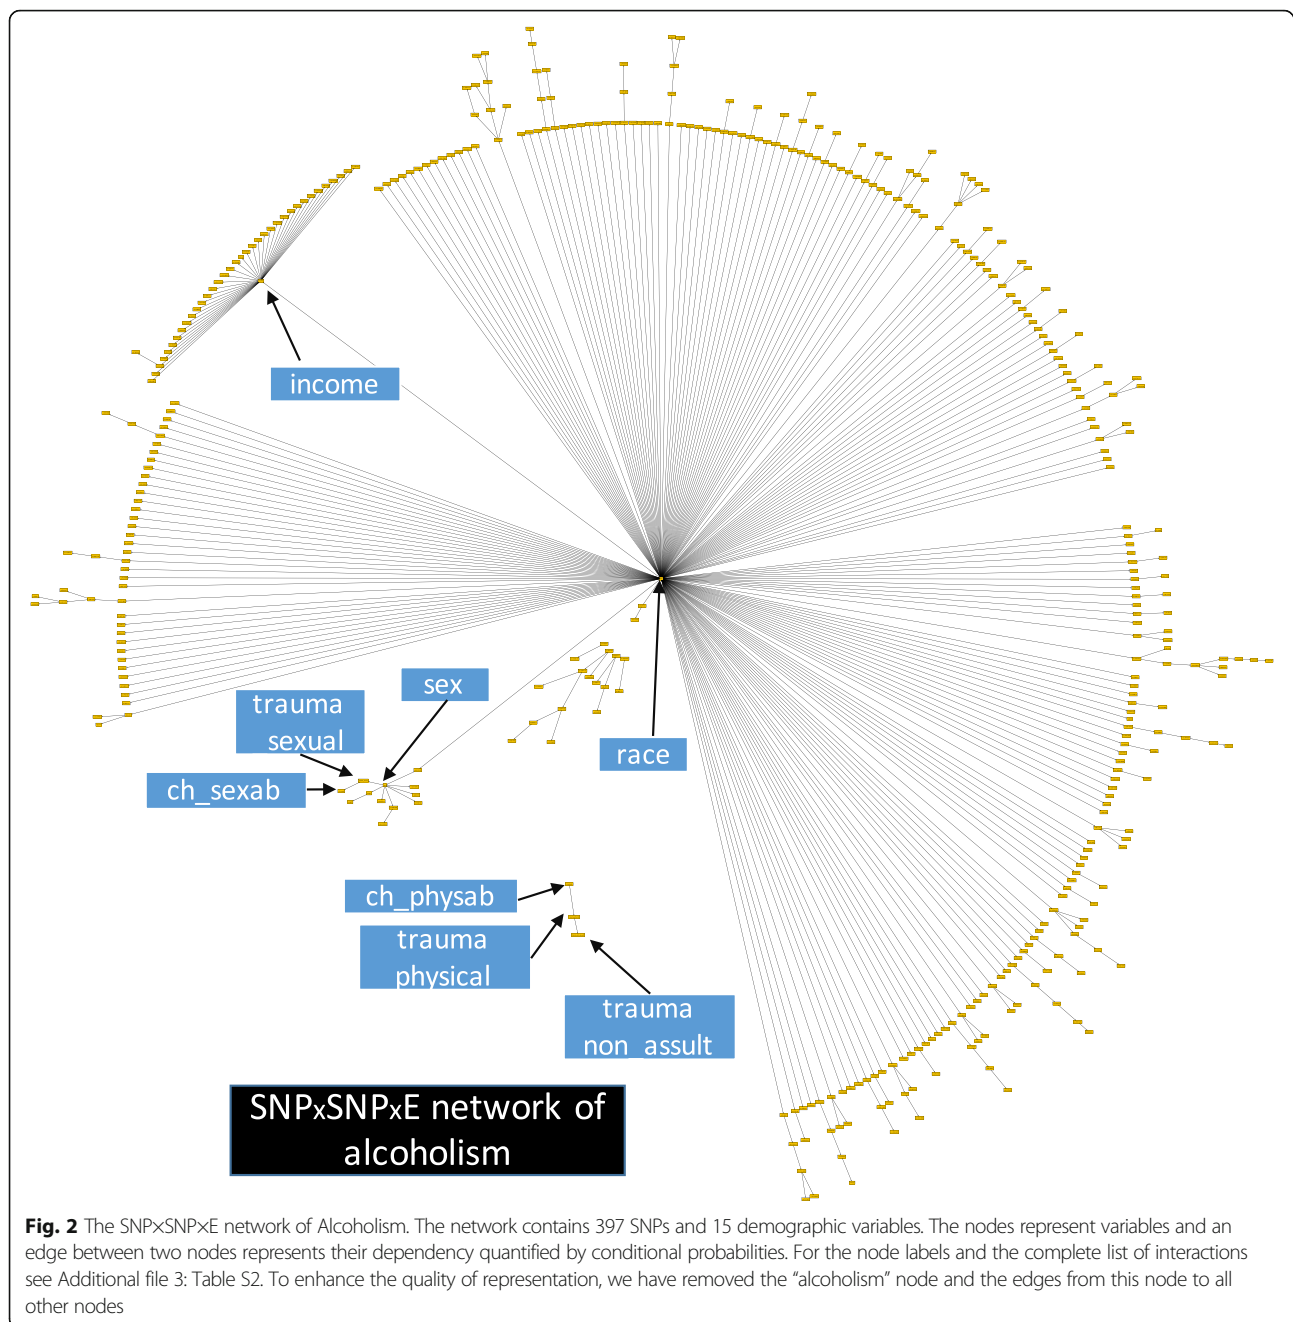 income
sex
trauma
sexual
ch_sexab
race
ch_physab
trauma
physical
trauma
non_assult
SNPxSNPxE network of
alcoholism
Fig. 2 The SNP×SNP×E network of Alcoholism. The network contains 397 SNPs and 15 demographic variables. The nodes represent variables and an
edge between two nodes represents their dependency quantified by conditional probabilities. For the node labels and the complete list of interactions
see Additional file 3: Table S2. To enhance the quality of representation, we have removed the “alcoholism” node and the edges from this node to all
other nodes